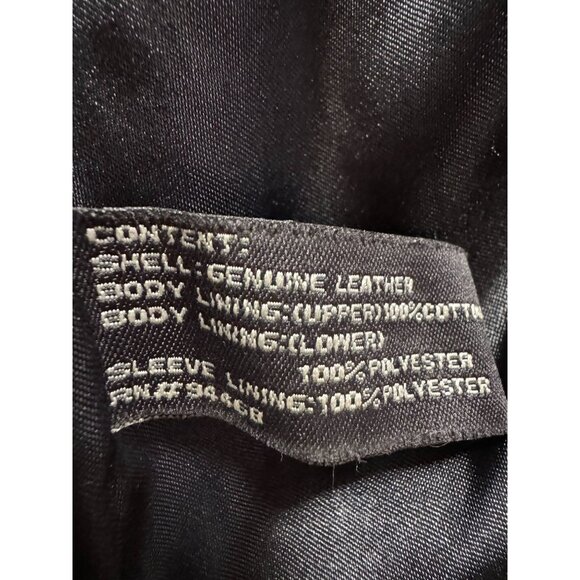 CONTENT:
SHELL: GENUINE LEATHER
BODY LINING:(UPPER)100%COTTN
BODY LINING:(LOWER)
100%POLYESTER
SLEEVE LINING:100%POLYESTER
RN#94468